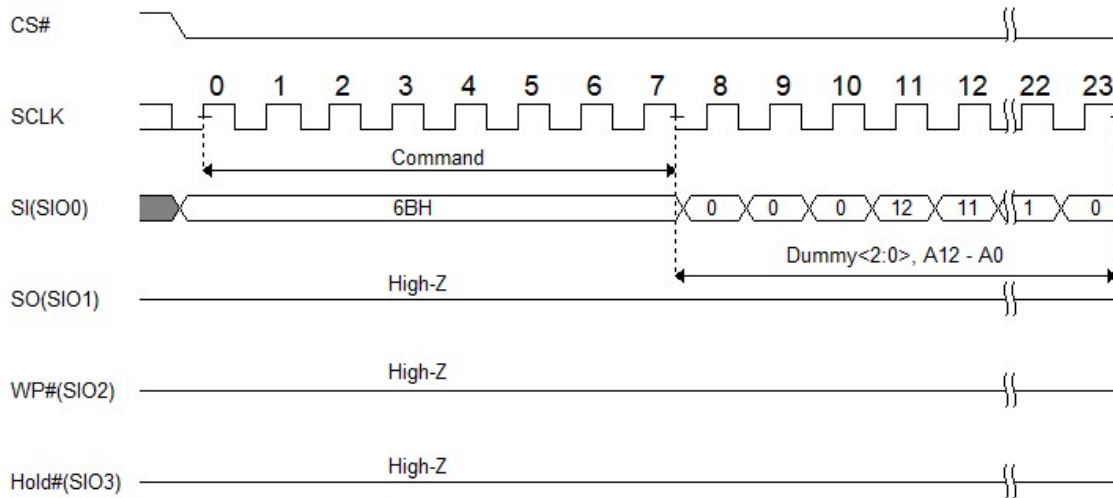 CS#
0 1 2 3 4 5 6 7 8 9 10 11 12 22 23
SCLK
Command
SI(SIO0) 6BH 0 0 0 12 11 1 0
Dummy<2:0>, A12 - A0
High-Z
SO(SIO1)
High-Z
WP#(SIO2)
High-Z
Hold#(SIO3)